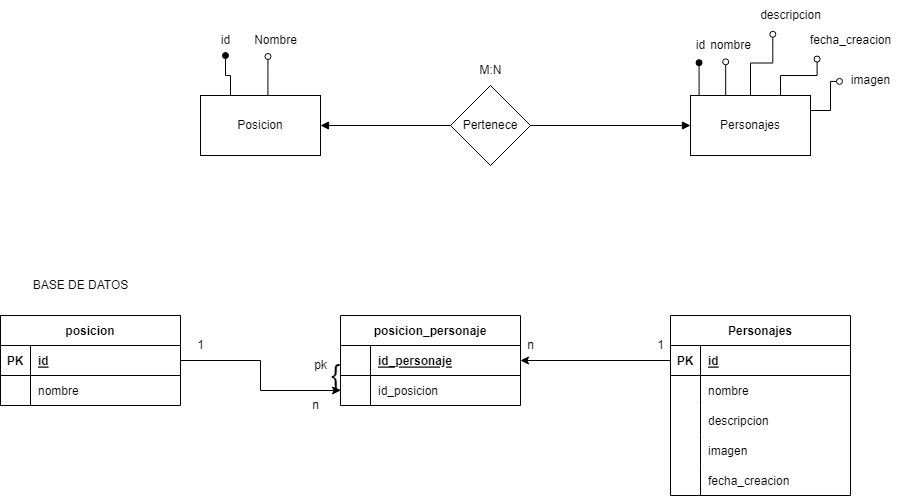 descripcion
id Nombre
M:N
id nombre
fecha_creacion
imagen
Posicion
Pertenece
Personajes
BASE DE DATOS
posicion
PK id
nombre
1
pk
n
posicion_personaje
id_personaje
id_posicion
n
1
Personajes
PK id
nombre
descripcion
imagen
fecha_creacion